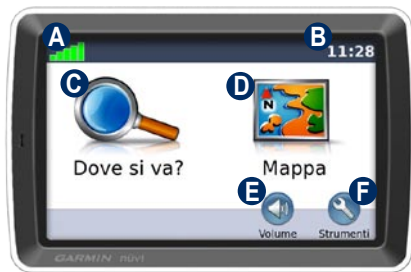 A
B
11:28
C
D
N
Dove si va?
Mappa
E
F
Volume
Strumenti
GARMIN nüvi